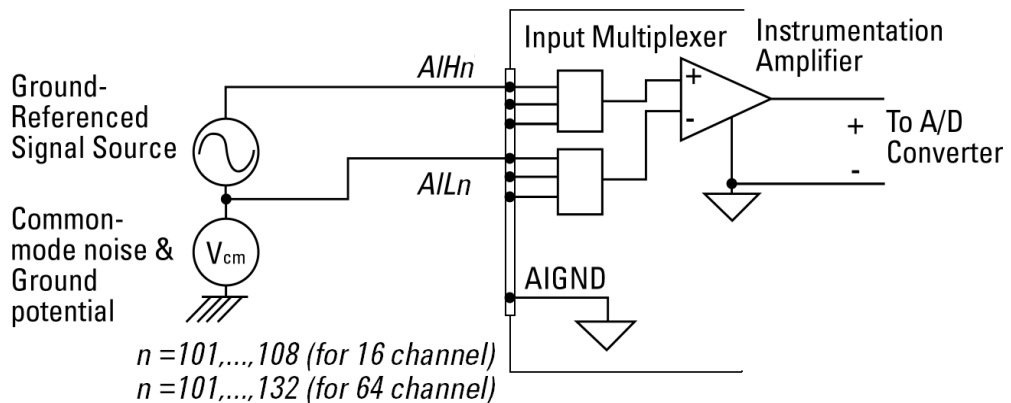 Input Multiplexer
Instrumentation
Amplifier
AIHn
Ground-
Referenced
Signal Source
+
-
+
To A/D
Converter
-
AILn
Common-
mode noise &
Ground
potential
Vcm
AIGND
n =101,...,108 (for 16 channel)
n =101,...,132 (for 64 channel)